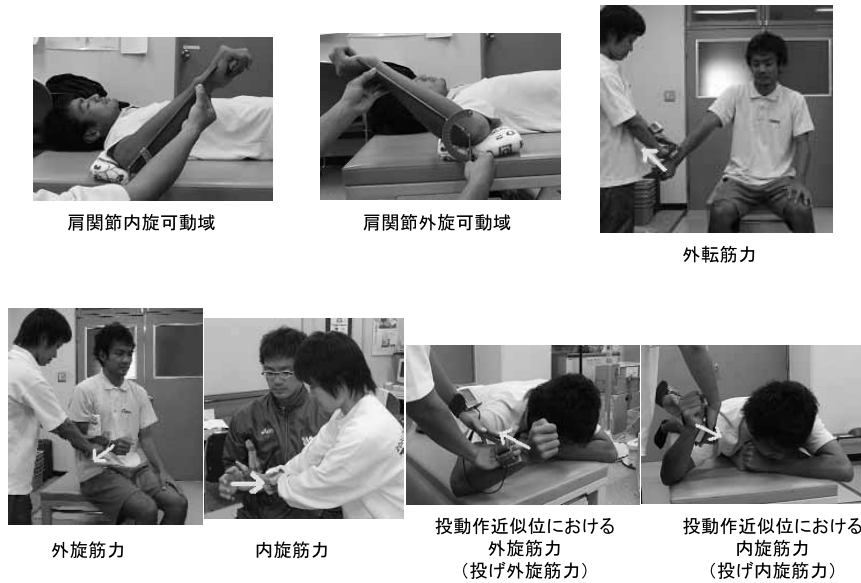 肩関節内旋可動域
肩関節外旋可動域
外転筋力
外旋筋力
内旋筋力
投動作近似位における
外旋筋力
（投げ外旋筋力）
投動作近似位における
内旋筋力
（投げ内旋筋力）